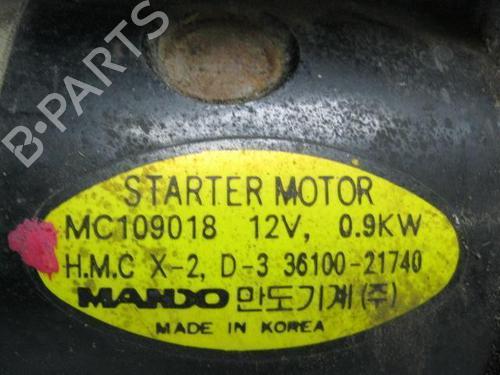 B-PARTS
STARTER MOTOR
MC109018 12V, 0.9KW
H.M.C X-2, D-3 36100-21740
MANDO 만도기계(주)
MADE IN KOREA